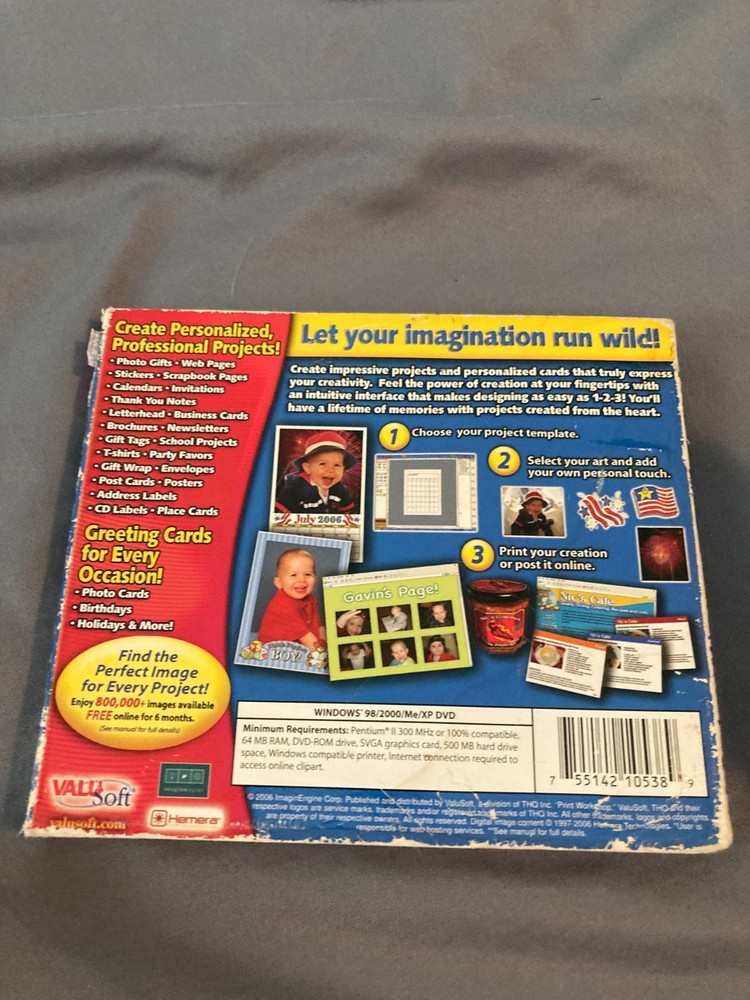 Create Personalized,
Professional Projects!
• Photo Gifts • Web Pages
• Stickers • Scrapbook Pages
• Calendars • Invitations
• Thank You Notes
• Letterhead • Business Cards
• Brochures • Newsletters
• Gift Tags • School Projects
• T-shirts • Party Favors
• Gift Wrap • Envelopes
• Post Cards • Posters
• Address Labels
• CD Labels • Place Cards
Greeting Cards
for Every
Occasion!
• Photo Cards
• Birthdays
• Holidays & More!
Find the
Perfect Image
for Every Project!
Enjoy 800,000+ images available
FREE online for 6 months.
(See manual for full details)
VALU
Soft®
valusoft.com
Hemera™
Let your imagination run wild!
Create impressive projects and personalized cards that truly express
your creativity. Feel the power of creation at your fingertips with
an intuitive interface that makes designing as easy as 1-2-3! You'll
have a lifetime of memories with projects created from the heart.
1 Choose your project template.
2 Select your art and add
your own personal touch.
July 2006
3 Print your creation
or post it online.
BOY!
Gavin's Page!
Nic's Cafe
WINDOWS® 98/2000/Me/XP DVD
Minimum Requirements: Pentium® II 300 MHz or 100% compatible,
64 MB RAM, DVD-ROM drive, SVGA graphics card, 500 MB hard drive
space, Windows compatible printer, Internet connection required to
access online clipart.
7 55142 10538 9
© 2006 ImaginEngine Corp. Published and distributed by ValuSoft, a division of THQ Inc. "Print Workshop," ValuSoft, THQ and their
respective logos are service marks, trademarks and/or registered trademarks of THQ Inc. All other trademarks, logos and copyrights
are property of their respective owners. All rights reserved. Digital image content © 1997-2006 Hemera Technologies. *User is
responsible for web hosting services. **See manual for full details.